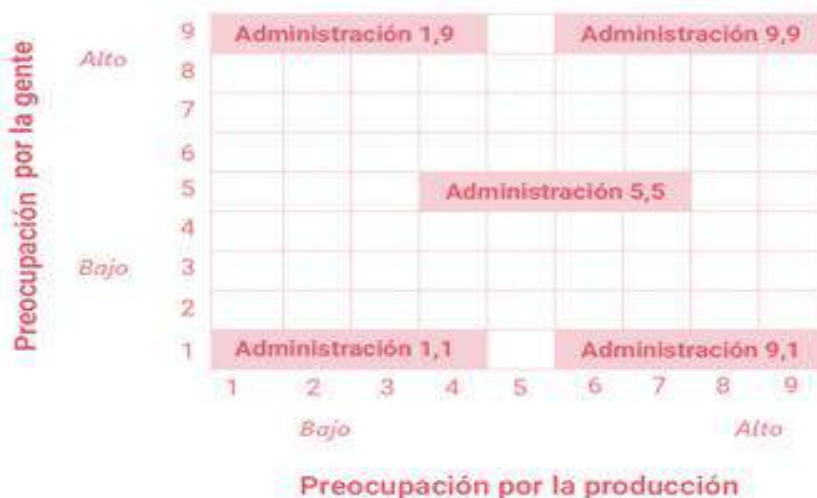 Preocupación por la gente
Alto
Bajo
9
8
7
6
5
4
3
2
1
Administración 1,9
Administración 9,9
Administración 5,5
Administración 1,1
Administración 9,1
1 2 3 4 5 6 7 8 9
Bajo
Alto
Preocupación por la producción